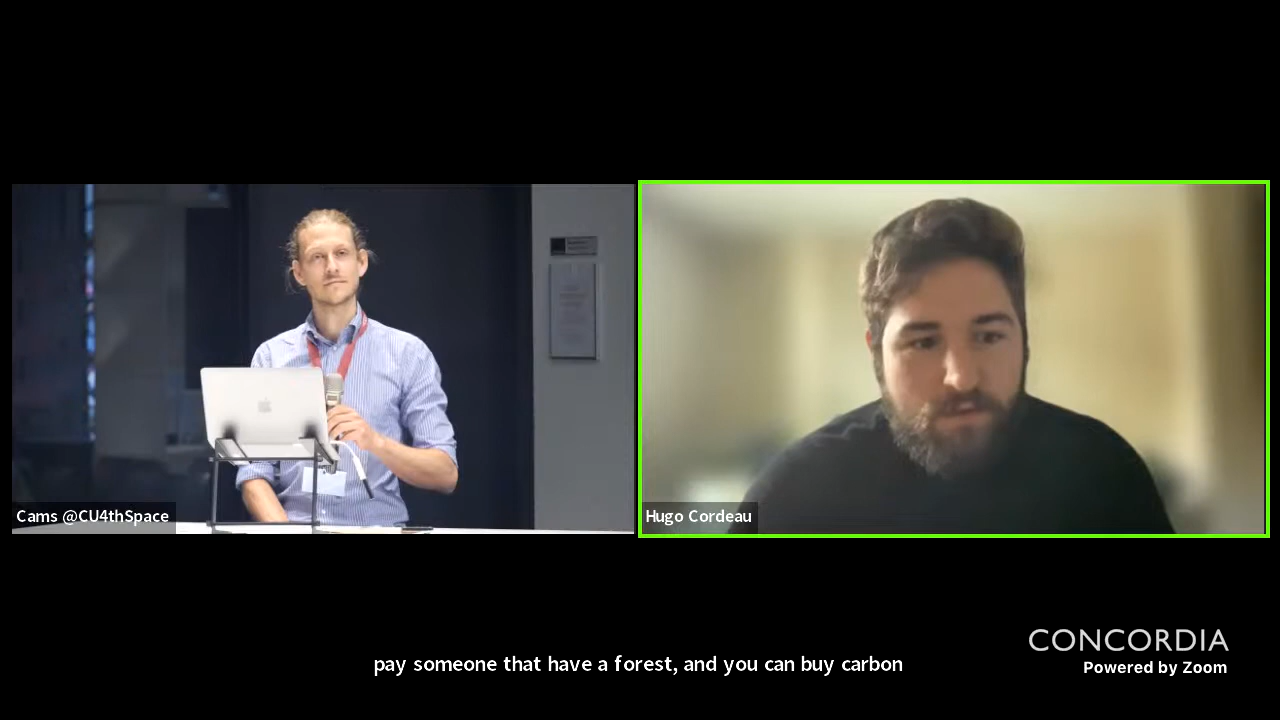 Cams @CU4thSpace
Hugo Cordeau
pay someone that have a forest, and you can buy carbon
CONCORDIA
Powered by Zoom